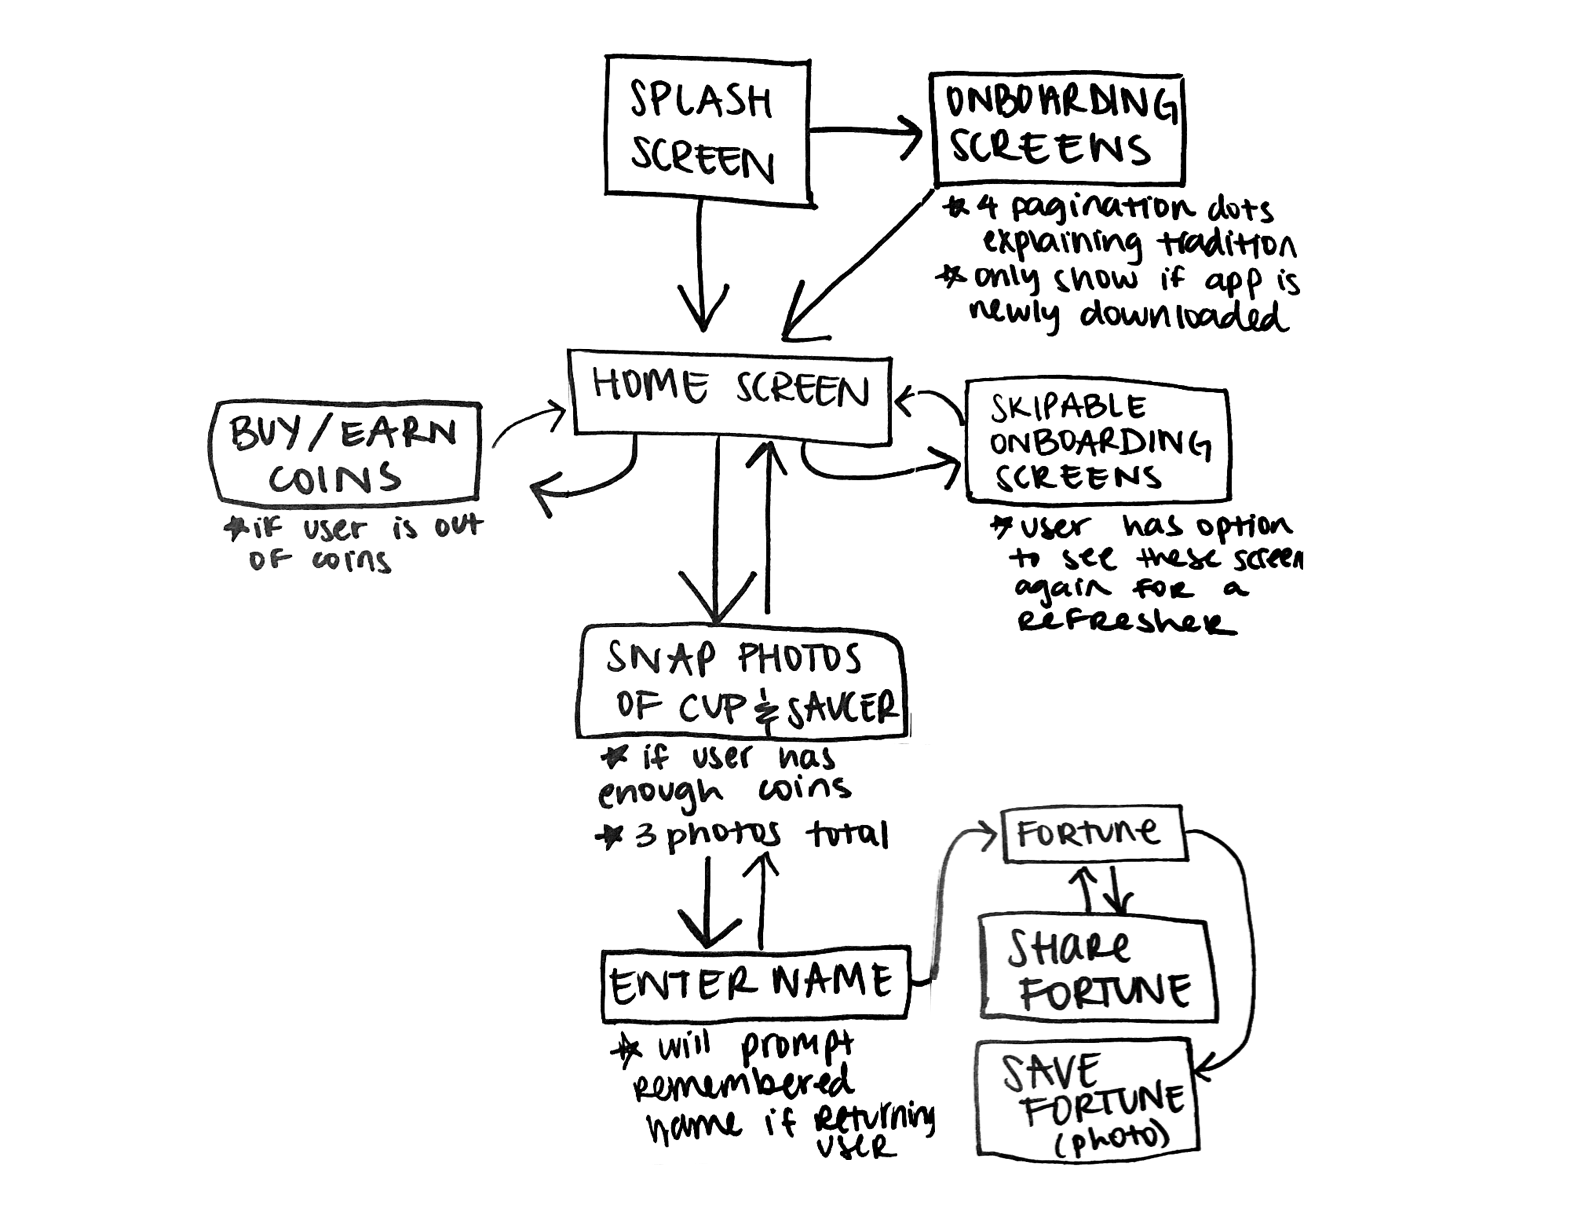 SPLASH
SCREEN
ONBOARDING
SCREENS
* 4 pagination dots
explaining tradition
* only show if app is
newly downloaded
HOME SCREEN
BUY/EARN
COINS
* if user is out
OF coins
SKIPABLE
ONBOARDING
SCREENS
* user has option
to see these screen
again FOR a
REFRESHER
SNAP PHOTOS
OF CUP & SAUCER
* if user has
enough coins
* 3 photos total
ENTER NAME
* will prompt
remembered
name if returning
user
FORTUNE
SHARE
FORTUNE
SAVE
FORTUNE
(photo)